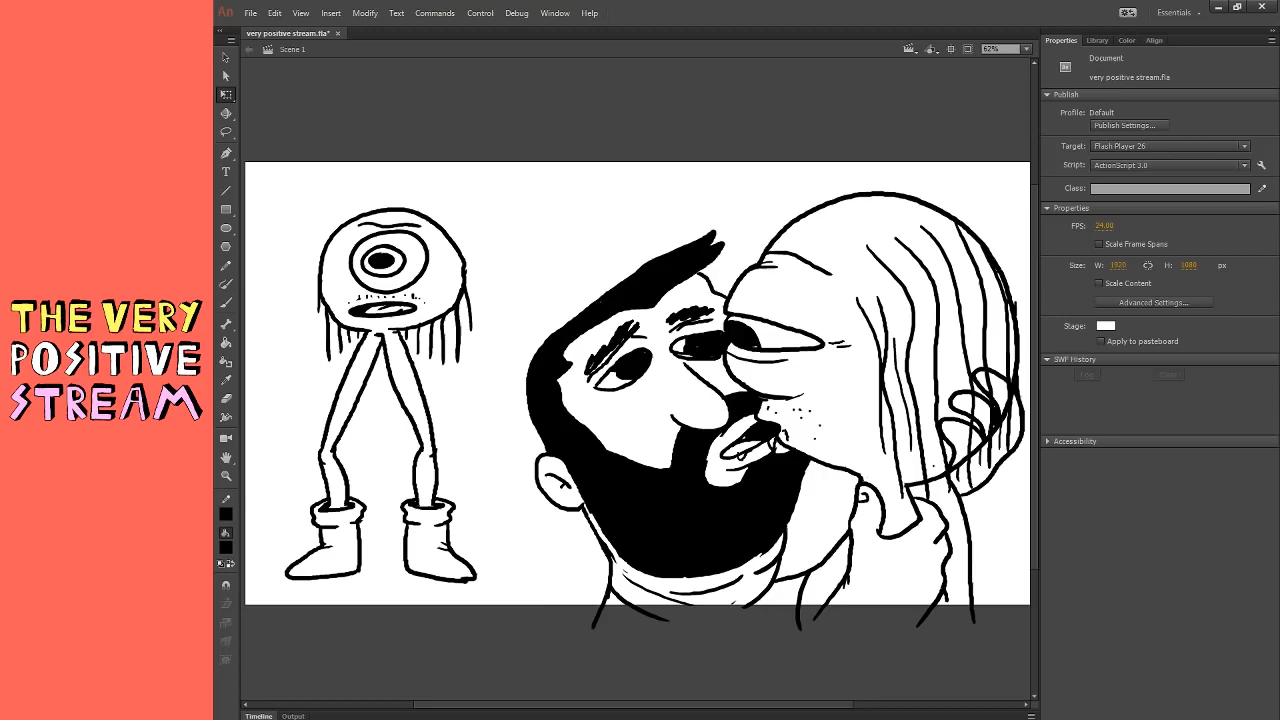 An File Edit View Insert Modify Text Commands Control Debug Window Help Essentials
very positive stream.fla* ×
Scene 1 62%
THE VERY
POSITIVE
STREAM
Properties Library Color Align
Document
very positive stream.fla
Publish
Profile: Default
Publish Settings...
Target: Flash Player 26
Script: ActionScript 3.0
Class:
Properties
FPS: 24.00
Scale Frame Spans
Size: W: 1920 H: 1080 px
Scale Content
Advanced Settings...
Stage:
Apply to pasteboard
SWF History
Log Clear
Accessibility
Timeline Output